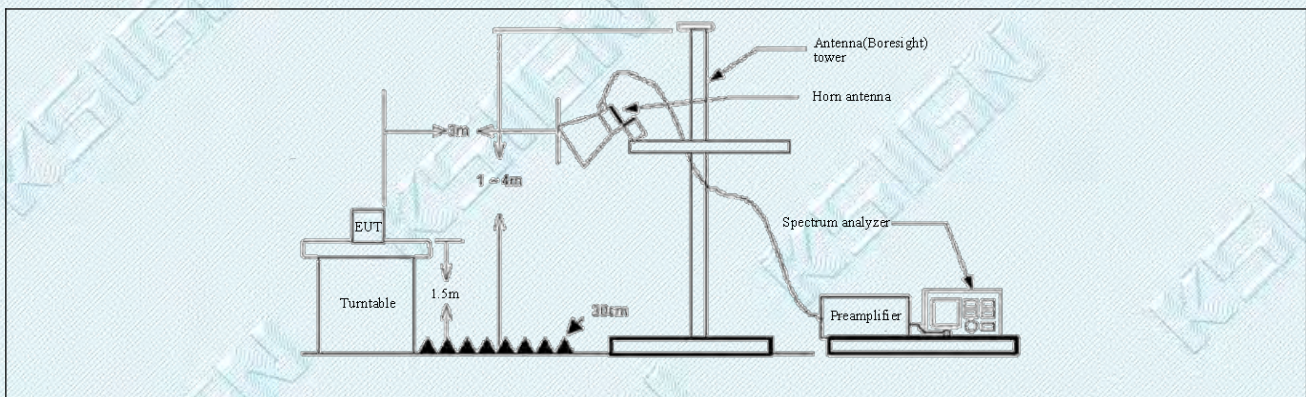 Antenna(Boresight)
tower
Horn antenna
3m
1 ~ 4m
EUT
Spectrum analyzer
1.5m
Turntable
30cm
Preamplifier